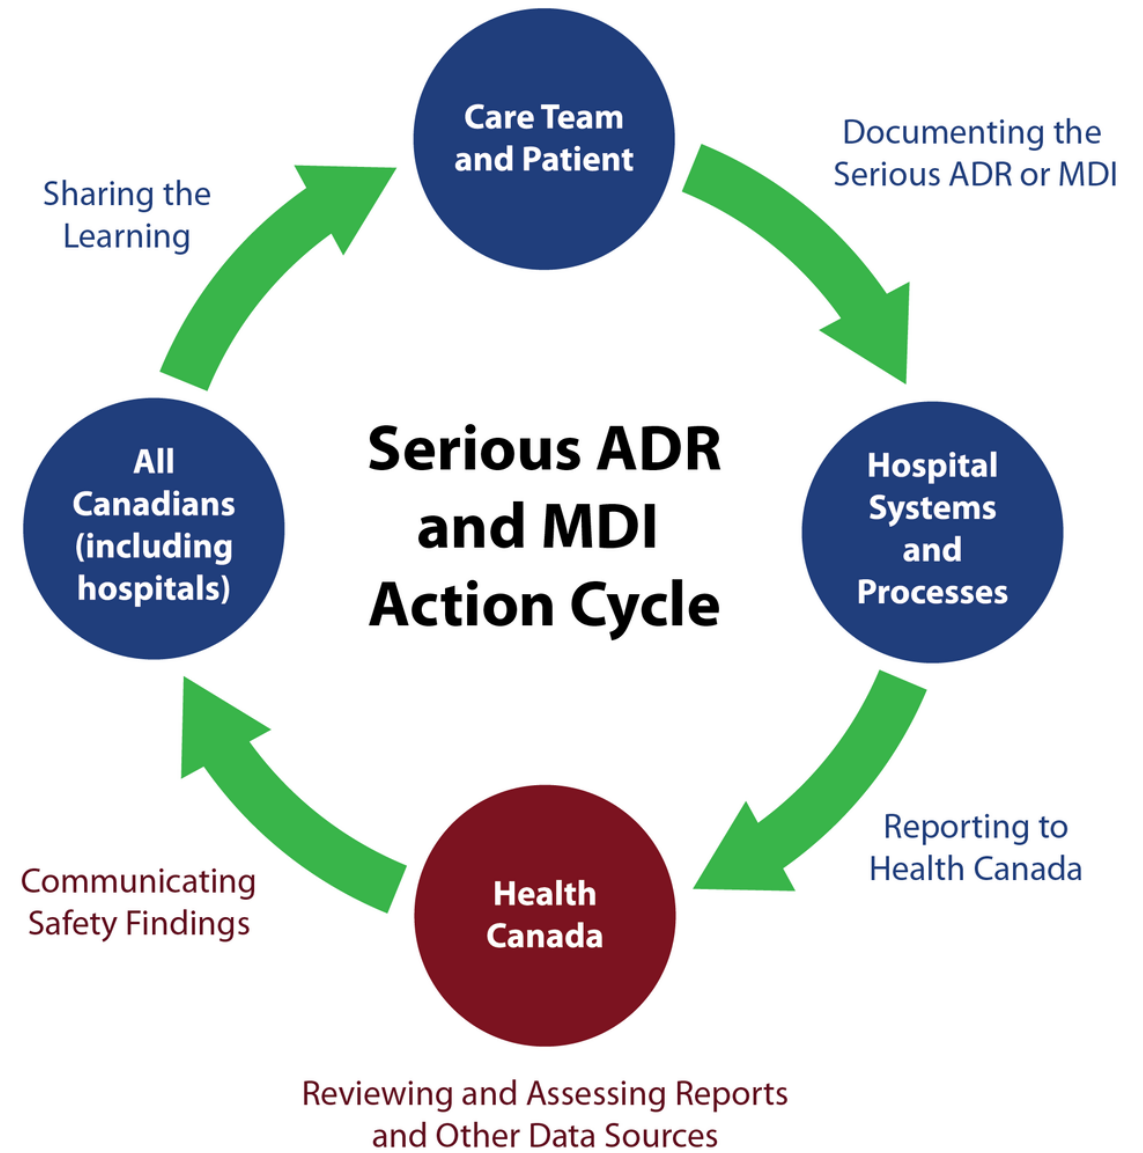 Care Team
and Patient
Documenting the
Serious ADR or MDI
Sharing the
Learning
Serious ADR
and MDI
Action Cycle
All
Canadians
(including
hospitals)
Hospital
Systems
and
Processes
Reporting to
Health Canada
Health
Canada
Communicating
Safety Findings
Reviewing and Assessing Reports
and Other Data Sources